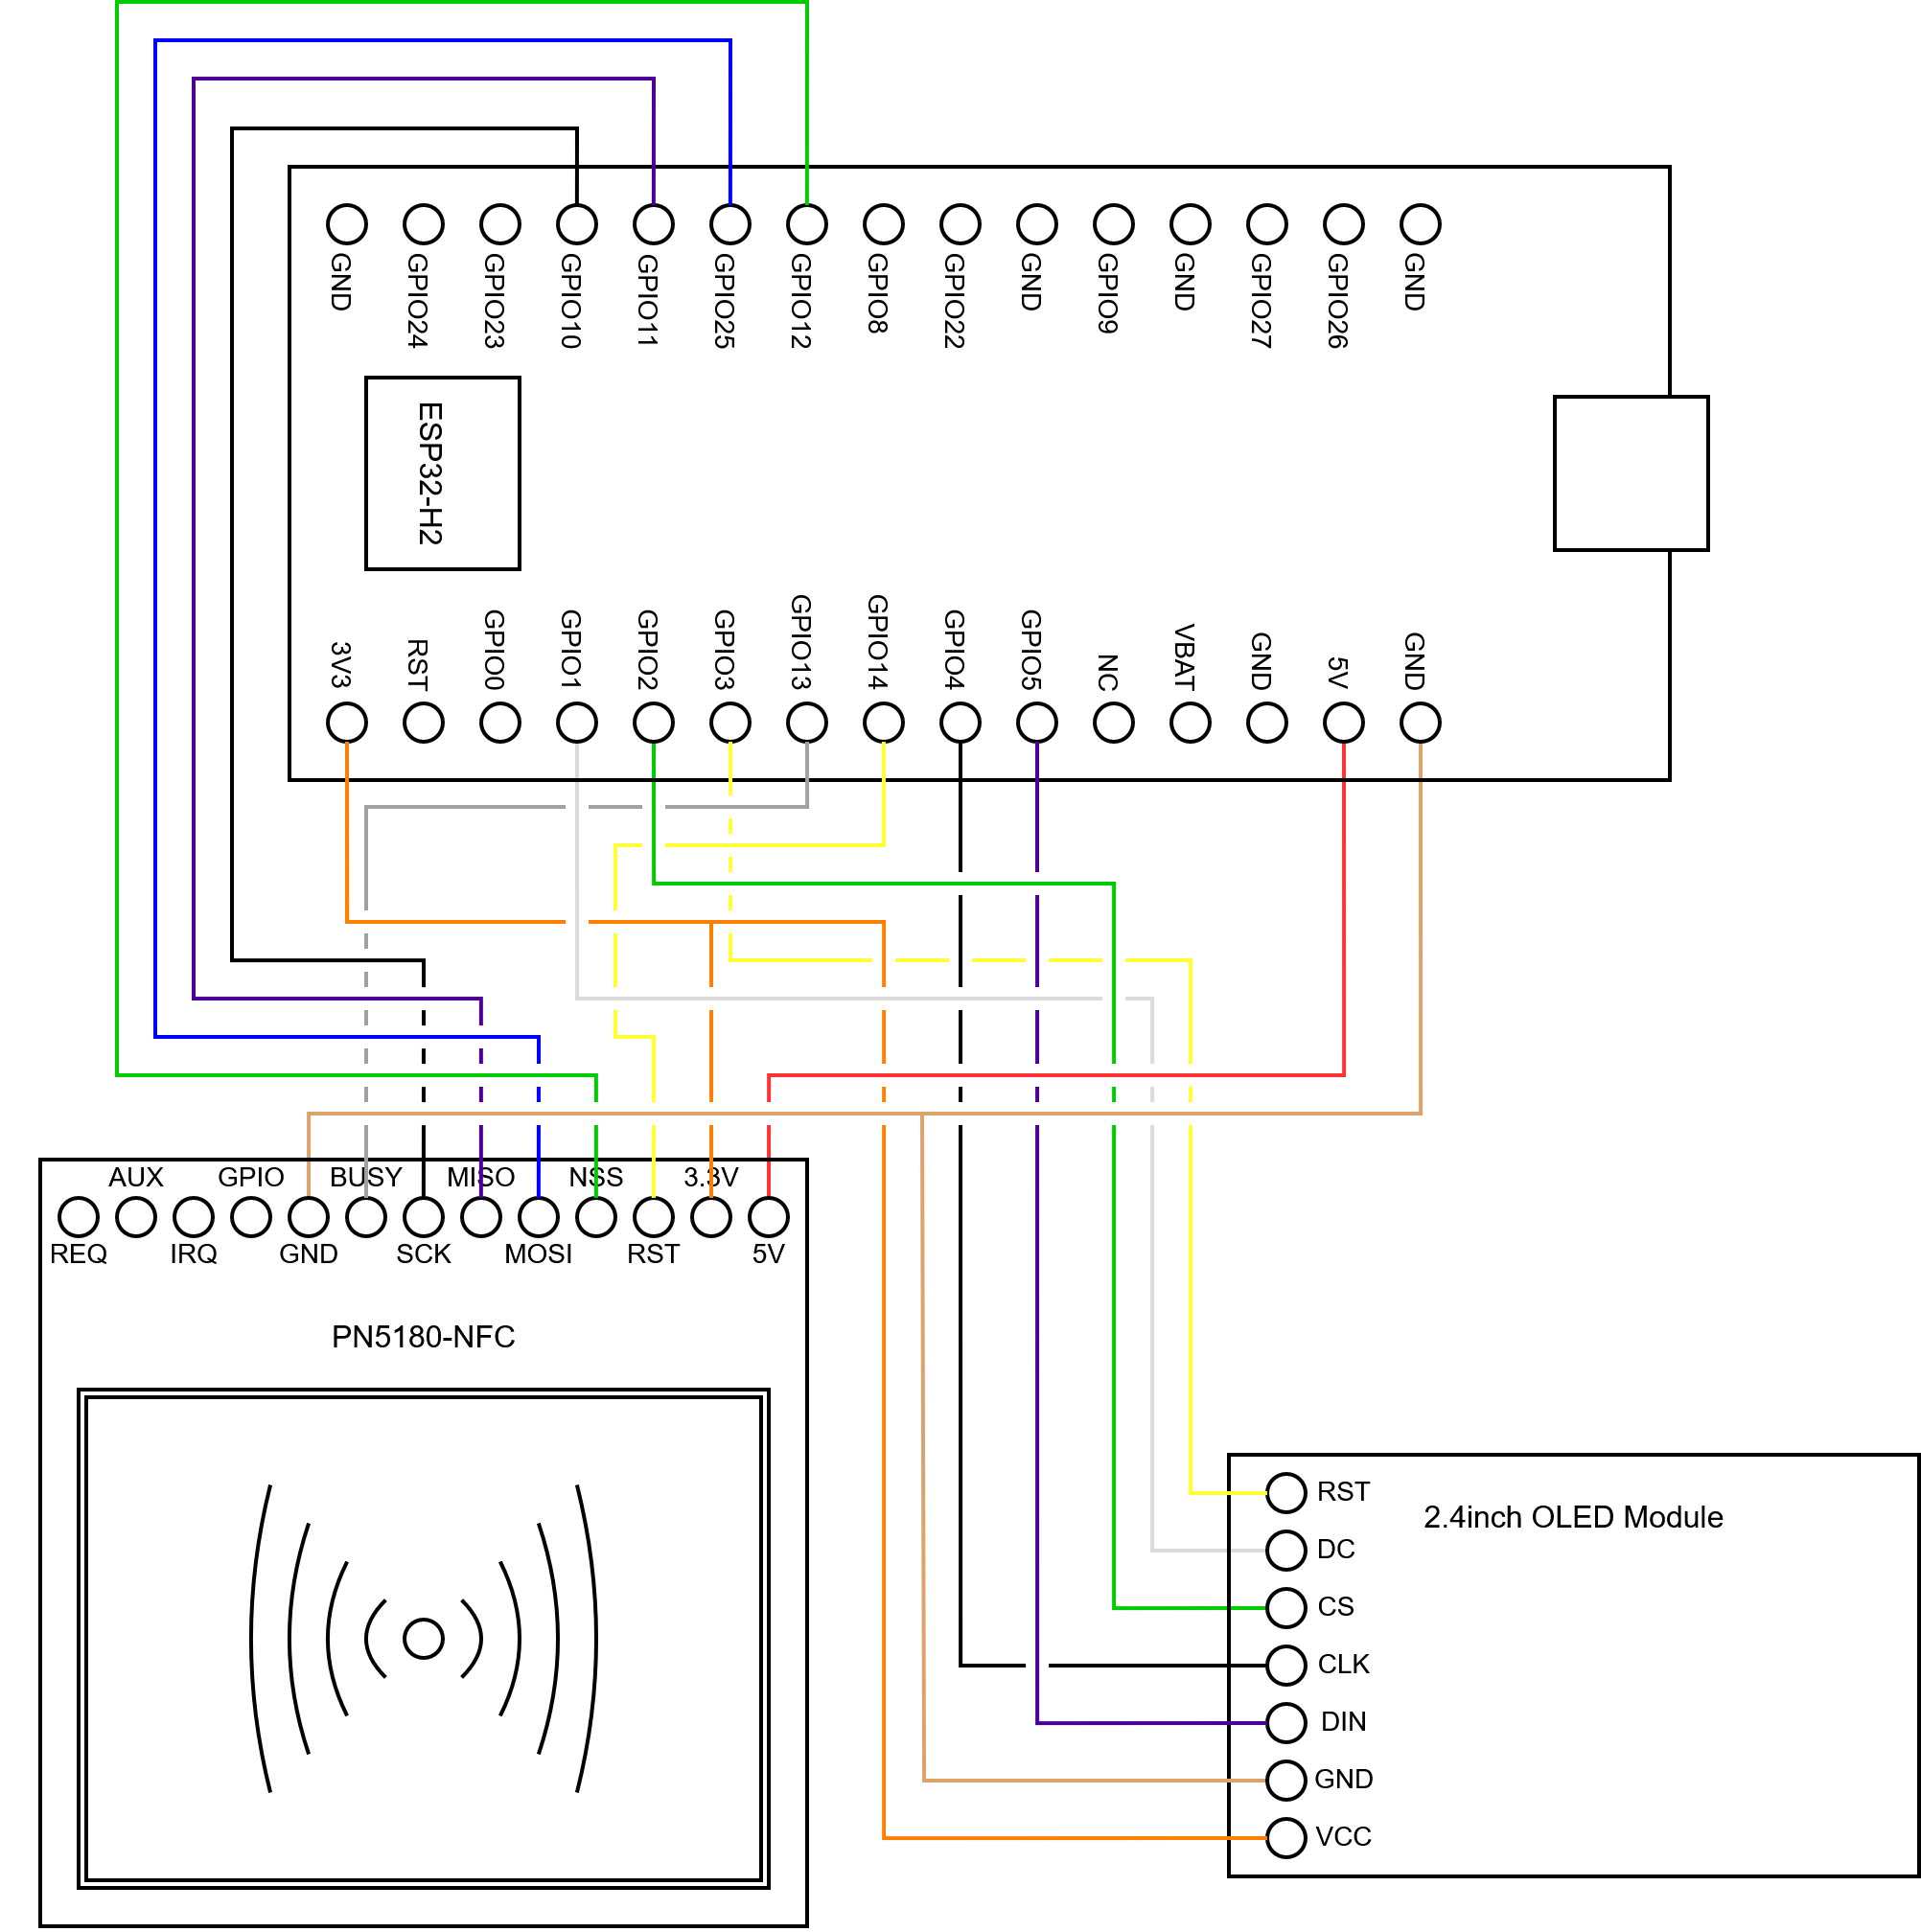 GND
GPIO24
GPIO23
GPIO10
GPIO11
GPIO25
GPIO12
GPIO8
GPIO22
GND
GPIO9
GND
GPIO27
GPIO26
GND
ESP32-H2
3V3
RST
GPIO0
GPIO1
GPIO2
GPIO3
GPIO13
GPIO14
GPIO4
GPIO5
NC
VBAT
GND
5V
GND
AUX GPIO BUSY MISO NSS 3.3V
REQ IRQ GND SCK MOSI RST 5V
PN5180-NFC
RST
2.4inch OLED Module
DC
CS
CLK
DIN
GND
VCC